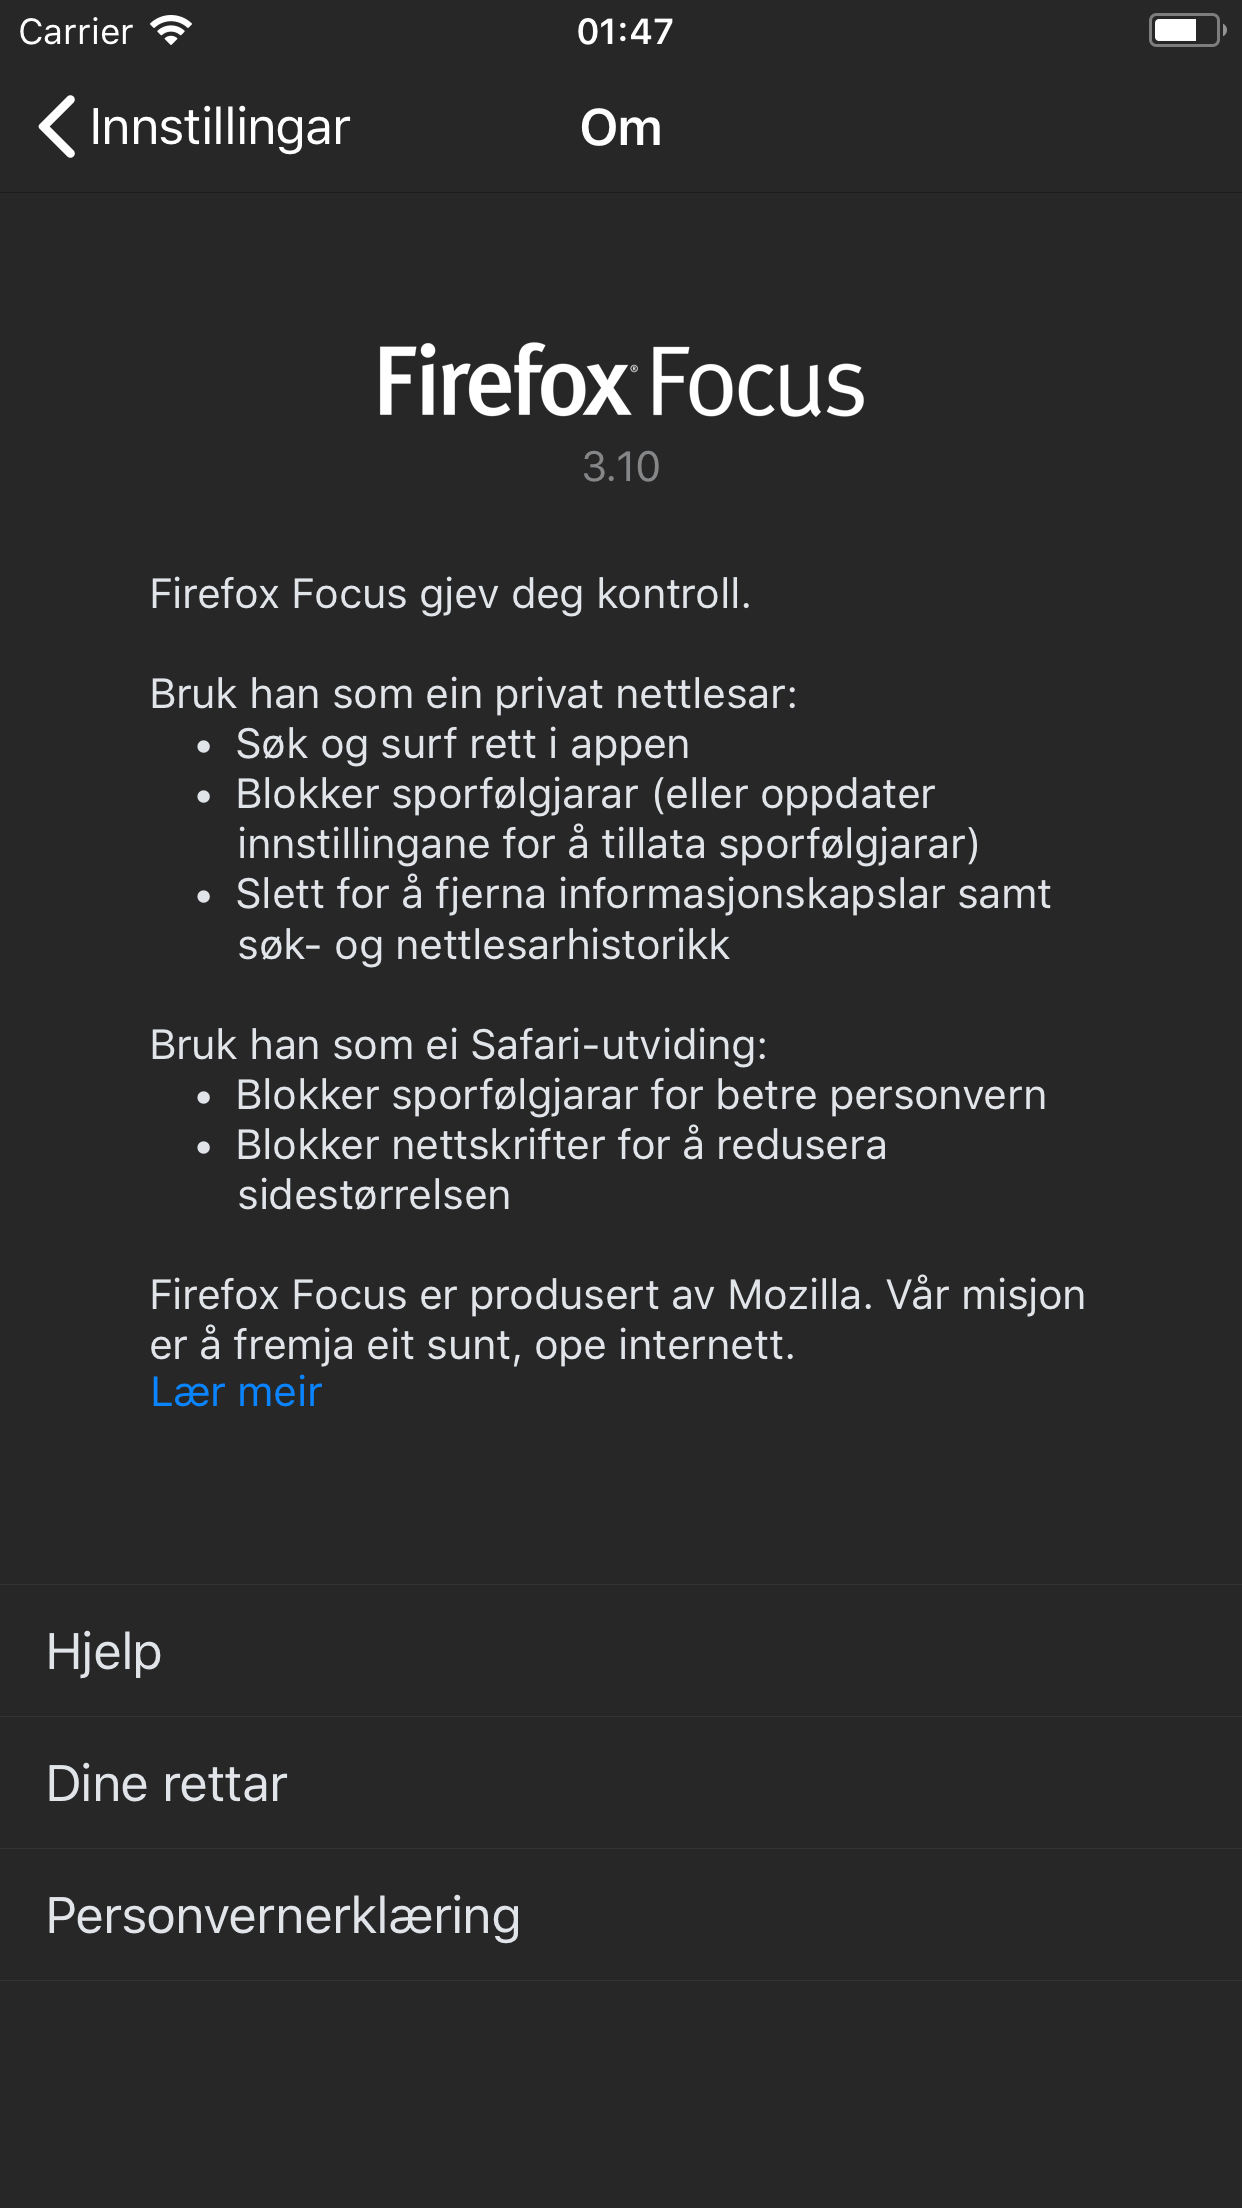 Carrier
01:47
Innstillingar
Om
Firefox® Focus
3.10
Firefox Focus gjev deg kontroll.
Bruk han som ein privat nettlesar:
• Søk og surf rett i appen
• Blokker sporfølgjarar (eller oppdater
innstillingane for å tillata sporfølgjarar)
• Slett for å fjerna informasjonskapslar samt
søk- og nettlesarhistorikk
Bruk han som ei Safari-utviding:
• Blokker sporfølgjarar for betre personvern
• Blokker nettskrifter for å redusera
sidestørrelsen
Firefox Focus er produsert av Mozilla. Vår misjon
er å fremja eit sunt, ope internett.
Lær meir
Hjelp
Dine rettar
Personvernerklæring